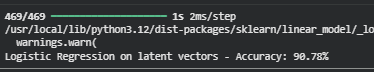 469/469 ━━━━━━━━━━━━━━━━━━━━ 1s 2ms/step
/usr/local/lib/python3.12/dist-packages/sklearn/linear_model/_lo
warnings.warn(
Logistic Regression on latent vectors - Accuracy: 90.78%